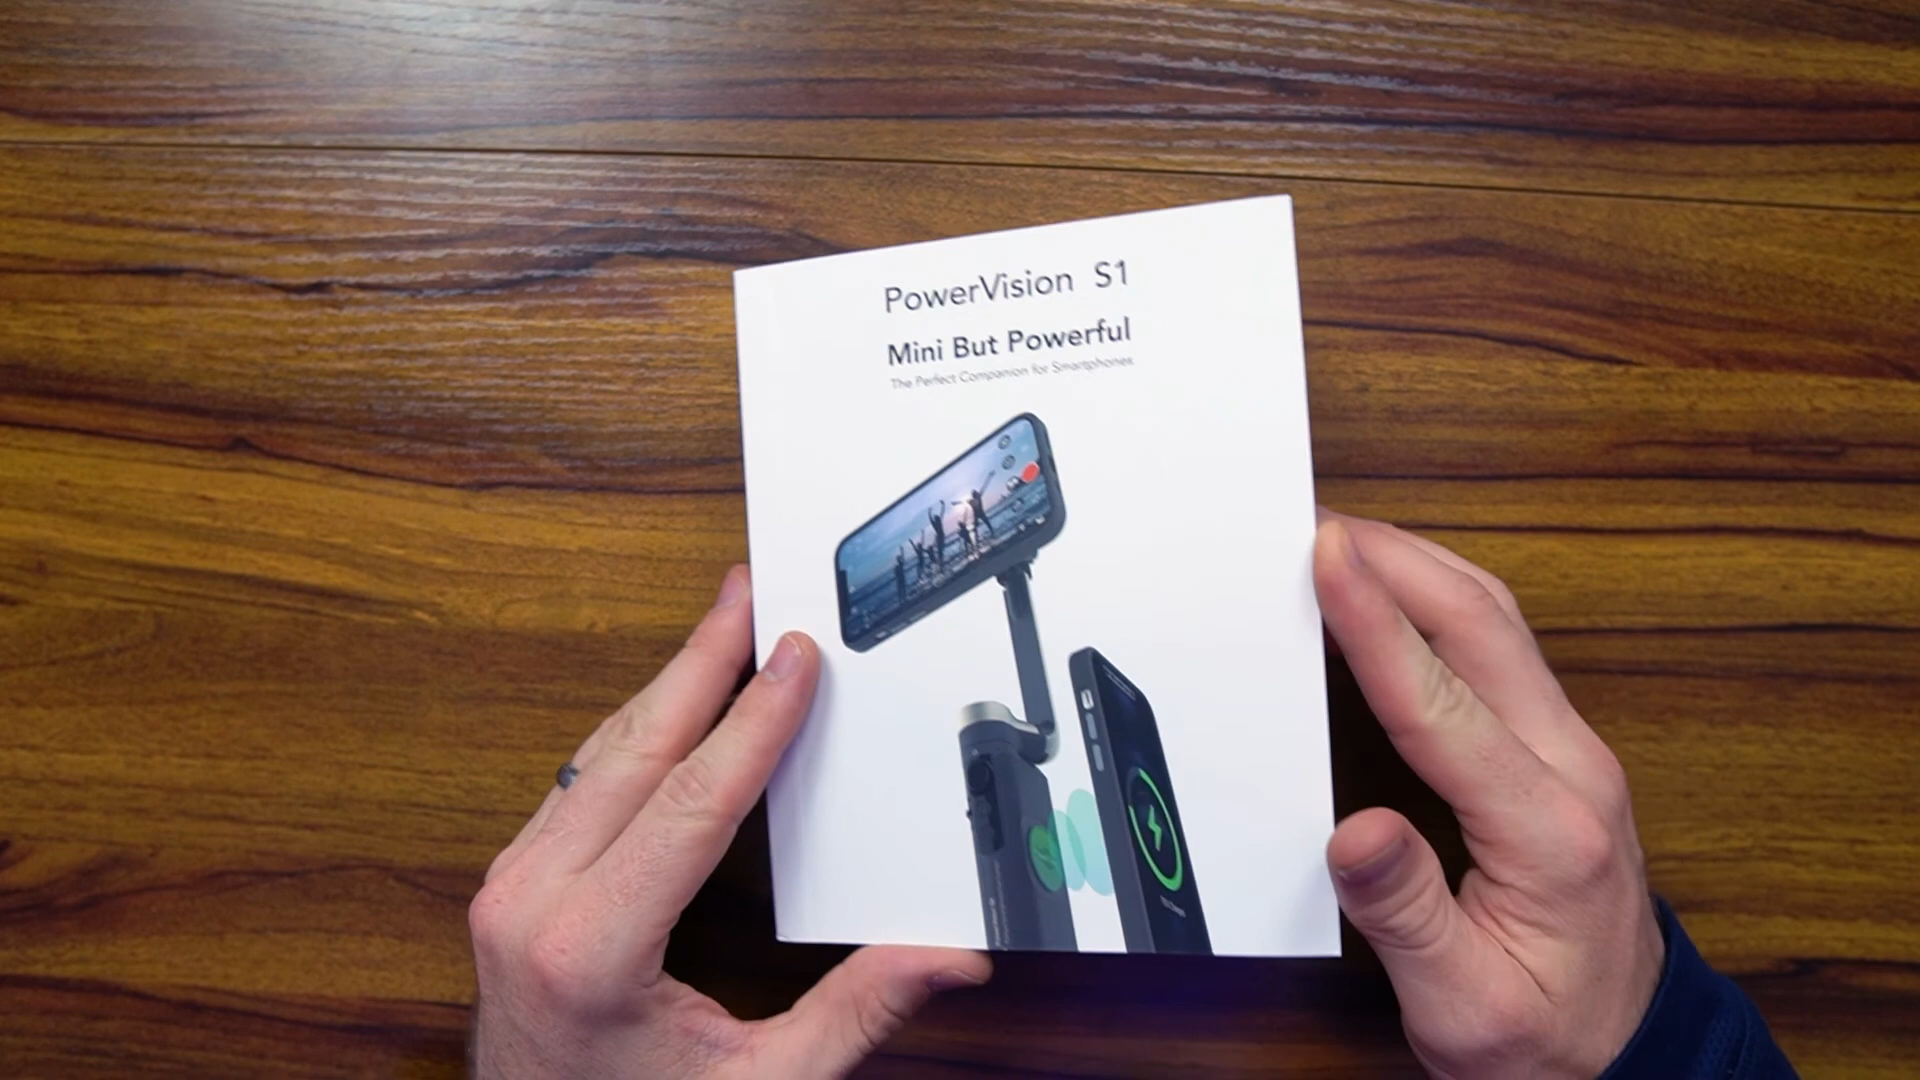 PowerVision S1
Mini But Powerful
The Perfect Companion for Smartphones